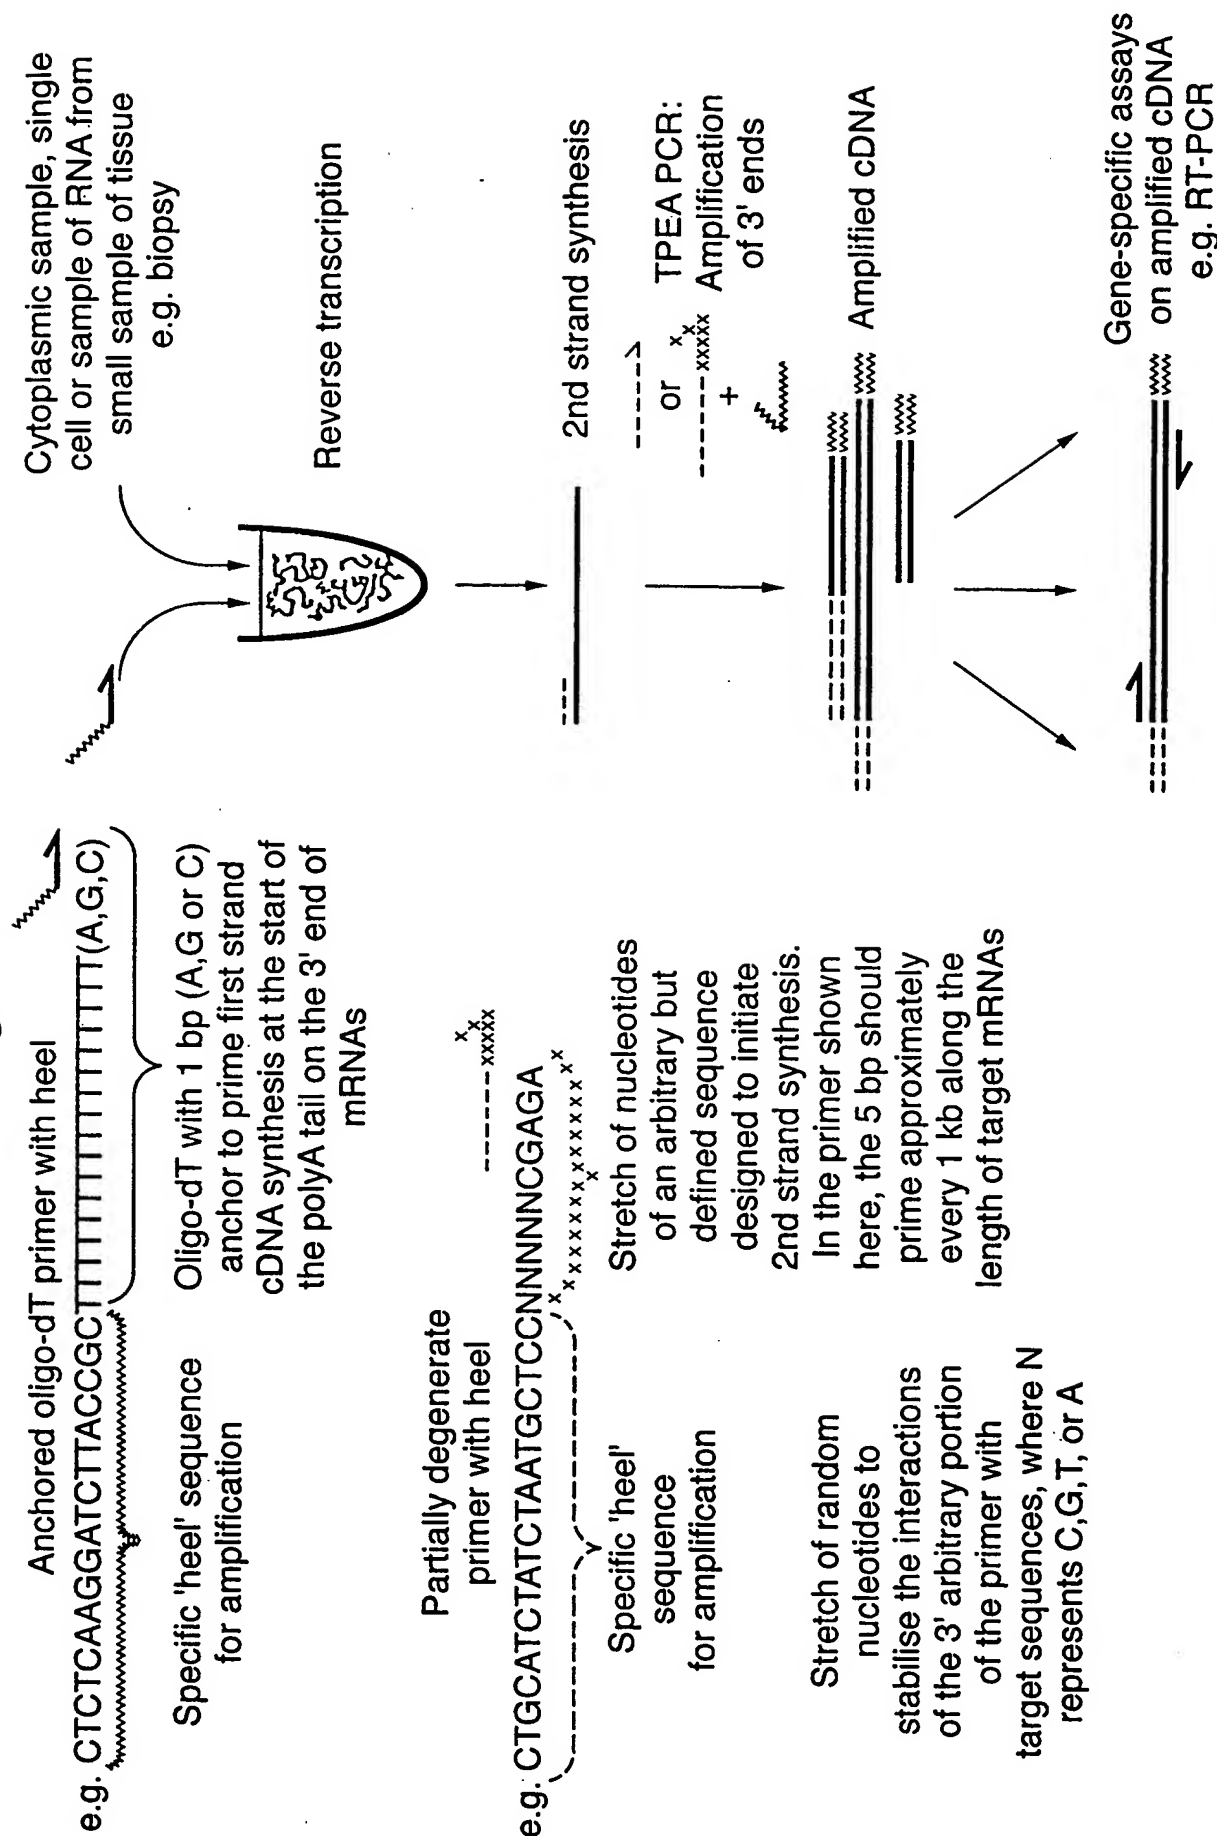 Anchored oligo-dT primer with heel
e.g. CTCTCAAGGATCTTACCGCTTTTTTTTTTTTTTTTTT(A,G,C)
Specific 'heel' sequence
for amplification
Oligo-dT with 1 bp (A,G or C)
anchor to prime first strand
cDNA synthesis at the start of
the polyA tail on the 3' end of
mRNAs
Partially degenerate
primer with heel
e.g. CTGCATCTATCTAATGCTCCNNNNNCGAGA
Specific 'heel'
sequence
for amplification
Stretch of nucleotides
of an arbitrary but
defined sequence
designed to initiate
2nd strand synthesis.
In the primer shown
here, the 5 bp should
prime approximately
every 1 kb along the
length of target mRNAs
Stretch of random
nucleotides to
stabilise the interactions
of the 3' arbitrary portion
of the primer with
target sequences, where N
represents C,G,T, or A
Cytoplasmic sample, single
cell or sample of RNA from
small sample of tissue
e.g. biopsy
Reverse transcription
2nd strand synthesis
or
+
TPEA PCR:
Amplification
of 3' ends
Amplified cDNA
Gene-specific assays
on amplified cDNA
e.g. RT-PCR